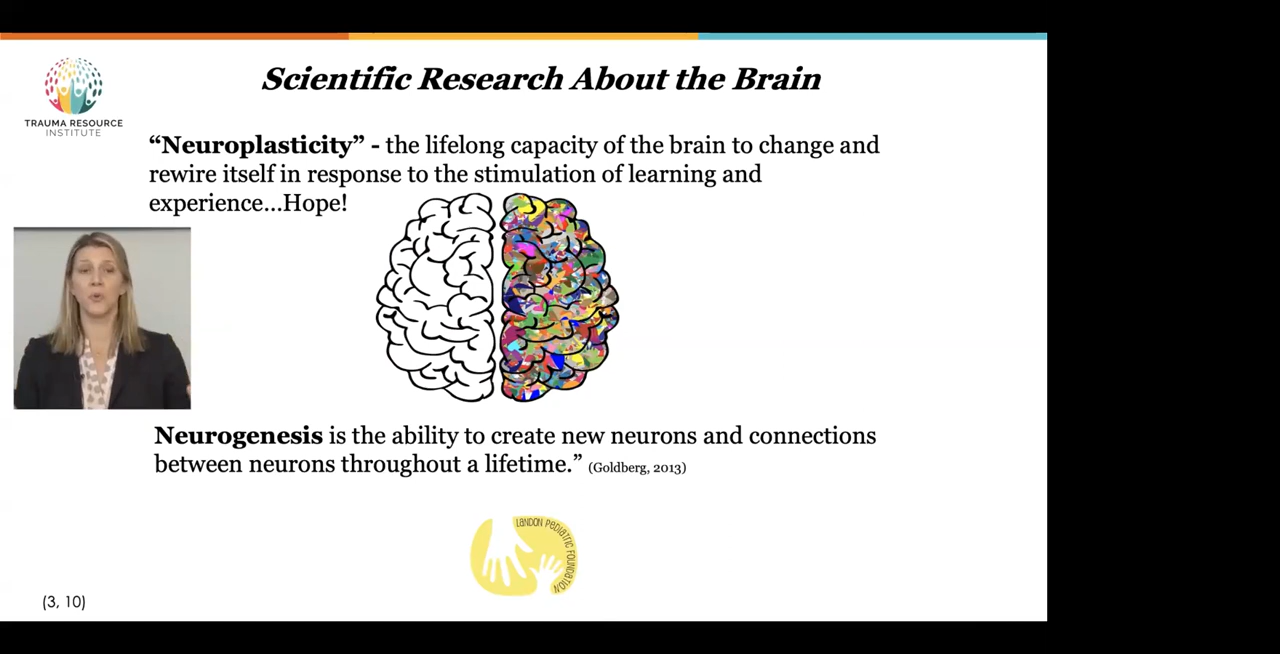 Scientific Research About the Brain
TRAUMA RESOURCE
INSTITUTE
“Neuroplasticity” - the lifelong capacity of the brain to change and
rewire itself in response to the stimulation of learning and
experience...Hope!
Neurogenesis is the ability to create new neurons and connections
between neurons throughout a lifetime.” (Goldberg, 2013)
LANDON PEDIATRIC FOUNDATION
(3, 10)